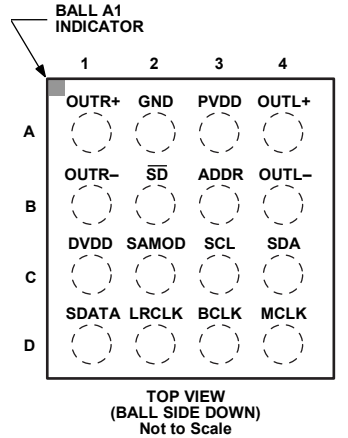 BALL A1
INDICATOR
1 2 3 4
OUTR+ GND PVDD OUTL+
A
OUTR– SD ADDR OUTL–
B
DVDD SAMOD SCL SDA
C
SDATA LRCLK BCLK MCLK
D
TOP VIEW
(BALL SIDE DOWN)
Not to Scale